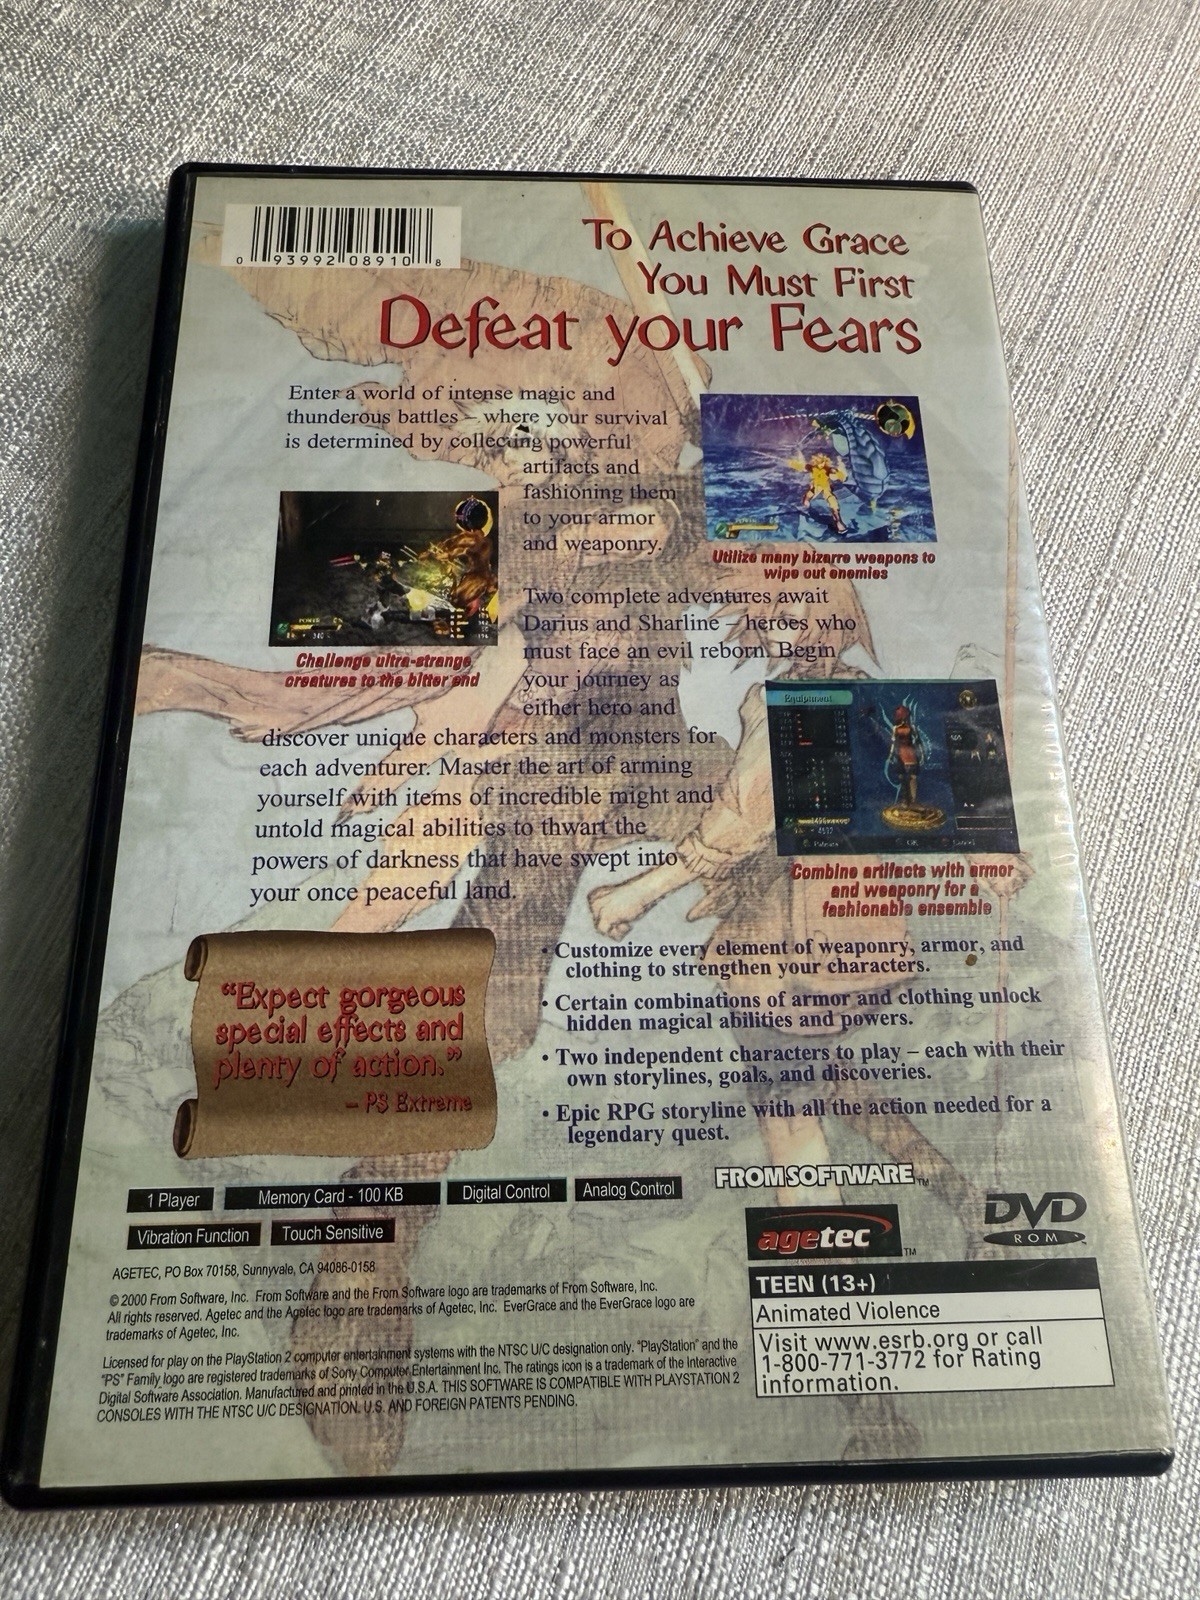 0 93992 08910 8
To Achieve Grace
You Must First
Defeat your Fears
Enter a world of intense magic and
thunderous battles – where your survival
is determined by collecting powerful
artifacts and
fashioning them
to your armor
and weaponry.
Utilize many bizarre weapons to
wipe out enemies
Challenge ultra-strange
creatures to the bitter end
Two complete adventures await
Darius and Sharline – heroes who
must face an evil reborn. Begin
your journey as
either hero and
discover unique characters and monsters for
each adventurer. Master the art of arming
yourself with items of incredible might and
untold magical abilities to thwart the
powers of darkness that have swept into
your once peaceful land.
Equipment
Combine artifacts with armor
and weaponry for a
fashionable ensemble
“Expect gorgeous
special effects and
plenty of action.”
– PS Extreme
• Customize every element of weaponry, armor, and
clothing to strengthen your characters.
• Certain combinations of armor and clothing unlock
hidden magical abilities and powers.
• Two independent characters to play – each with their
own storylines, goals, and discoveries.
• Epic RPG storyline with all the action needed for a
legendary quest.
1 Player
Memory Card - 100 KB
Digital Control
Analog Control
Vibration Function
Touch Sensitive
FROMSOFTWARE TM
agetec TM
DVD
ROM
AGETEC, PO Box 70158, Sunnyvale, CA 94086-0158
© 2000 From Software, Inc. From Software and the From Software logo are trademarks of From Software, Inc.
All rights reserved. Agetec and the Agetec logo are trademarks of Agetec, Inc. EverGrace and the EverGrace logo are
trademarks of Agetec, Inc.
Licensed for play on the PlayStation 2 computer entertainment systems with the NTSC U/C designation only. "PlayStation" and the
"PS" Family logo are registered trademarks of Sony Computer Entertainment Inc. The ratings icon is a trademark of the Interactive
Digital Software Association. Manufactured and printed in the U.S.A. THIS SOFTWARE IS COMPATIBLE WITH PLAYSTATION 2
CONSOLES WITH THE NTSC U/C DESIGNATION. U.S. AND FOREIGN PATENTS PENDING.
TEEN (13+)
Animated Violence
Visit www.esrb.org or call
1-800-771-3772 for Rating
information.